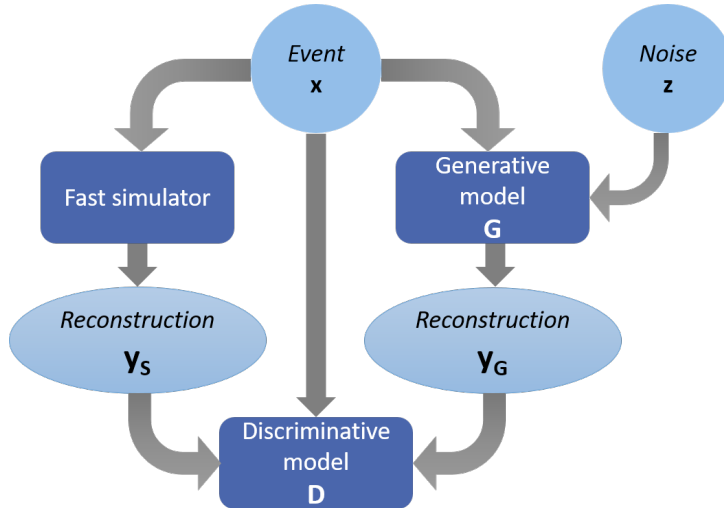 Event
x
Noise
z
Fast simulator
Generative
model
G
Reconstruction
yS
Reconstruction
yG
Discriminative
model
D